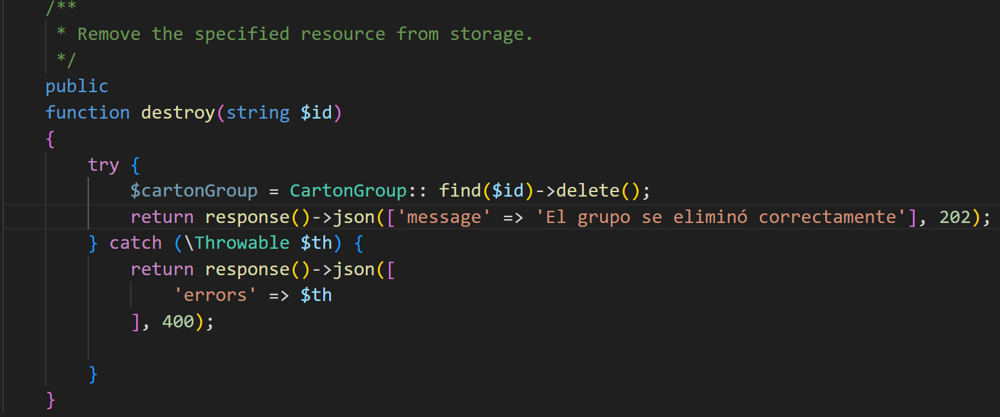 /**
 * Remove the specified resource from storage.
 */
public
function destroy(string $id)
{
    try {
        $cartonGroup = CartonGroup:: find($id)->delete();
        return response()->json(['message' => 'El grupo se eliminó correctamente'], 202);
    } catch (\Throwable $th) {
        return response()->json([
            'errors' => $th
        ], 400);
    }
}